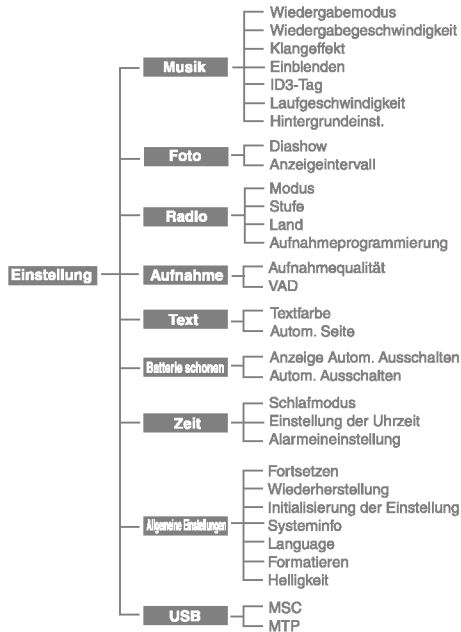 Einstellung
Musik
Wiedergabemodus
Wiedergabegeschwindigkeit
Klangeffekt
Einblenden
ID3-Tag
Laufgeschwindigkeit
Hintergrundeinst.
Foto
Diashow
Anzeigeintervall
Radio
Modus
Stufe
Land
Aufnahmeprogrammierung
Aufnahme
Aufnahmequalität
VAD
Text
Textfarbe
Autom. Seite
Batterie schonen
Anzeige Autom. Ausschalten
Autom. Ausschalten
Zeit
Schlafmodus
Einstellung der Uhrzeit
Alarmeineinstellung
Allgemeine Einstellungen
Fortsetzen
Wiederherstellung
Initialisierung der Einstellung
Systeminfo
Language
Formatieren
Helligkeit
USB
MSC
MTP